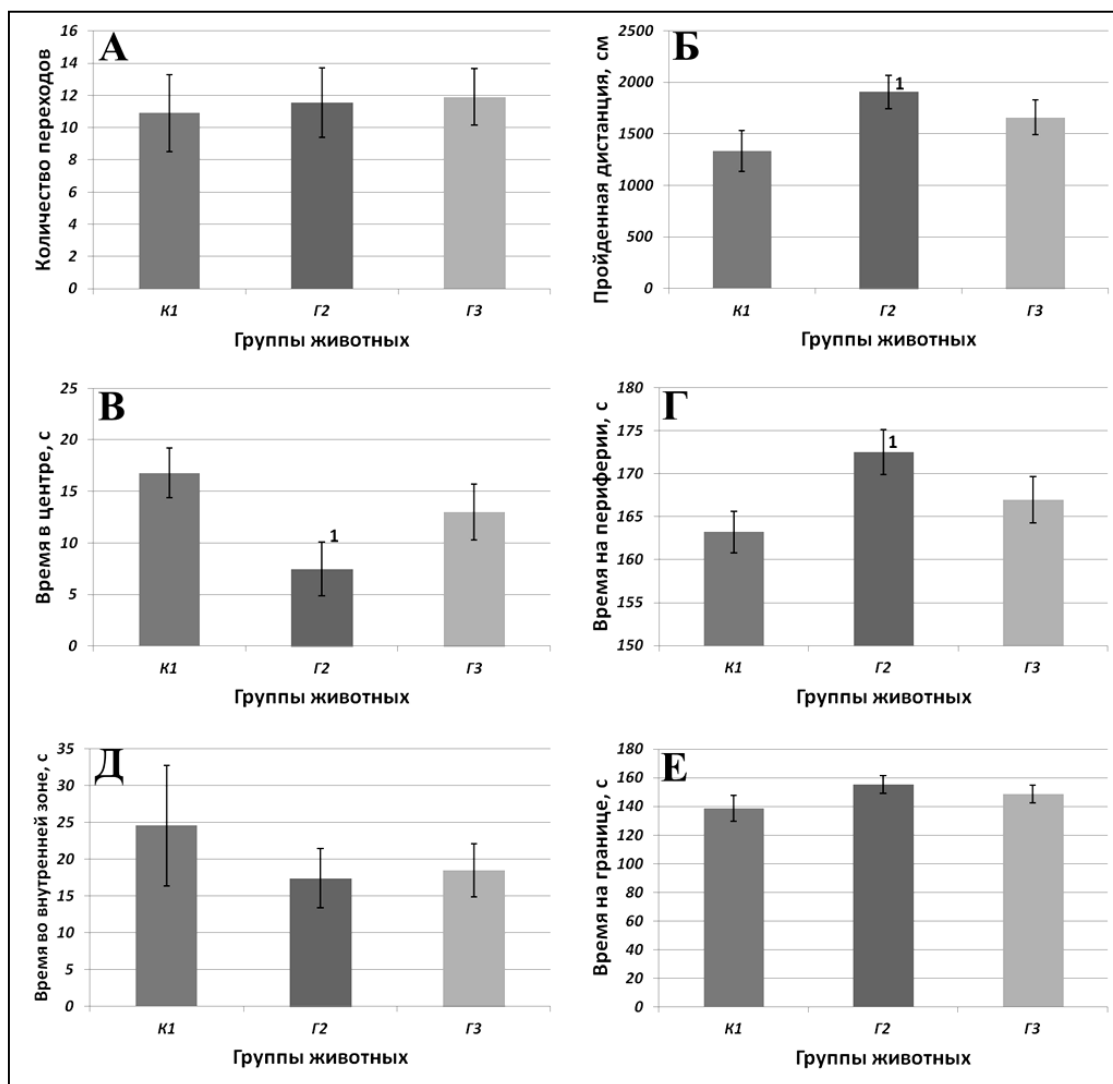 А
Количество переходов
16
14
12
10
8
6
4
2
0
К1 Г2 Г3
Группы животных
Б
Пройденная дистанция, см
2500
2000
1500
1000
500
0
1
К1 Г2 Г3
Группы животных
В
Время в центре, с
25
20
15
10
5
0
1
К1 Г2 Г3
Группы животных
Г
Время на периферии, с
180
175
170
165
160
155
150
1
К1 Г2 Г3
Группы животных
Д
Время во внутренней зоне, с
35
30
25
20
15
10
5
0
К1 Г2 Г3
Группы животных
Е
Время на границе, с
180
160
140
120
100
80
60
40
20
0
К1 Г2 Г3
Группы животных